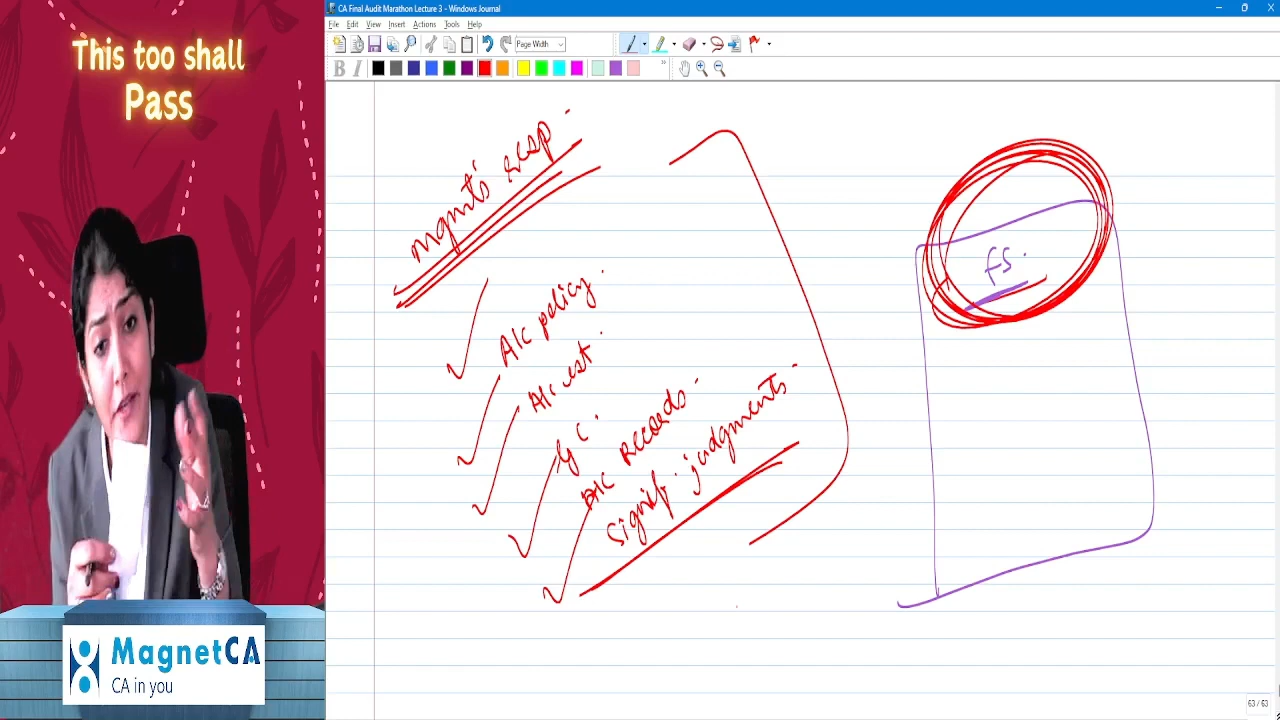 This too shall
Pass
MagnetCA
CA in you
CA Final Audit Marathon Lecture 3 - Windows Journal
File Edit View Insert Actions Tools Help
Page Width
B I
Mgmt's resp.
A/c policy.
A/c est.
G C.
A/c Records.
Signif. judgments.
FS.
63 / 63